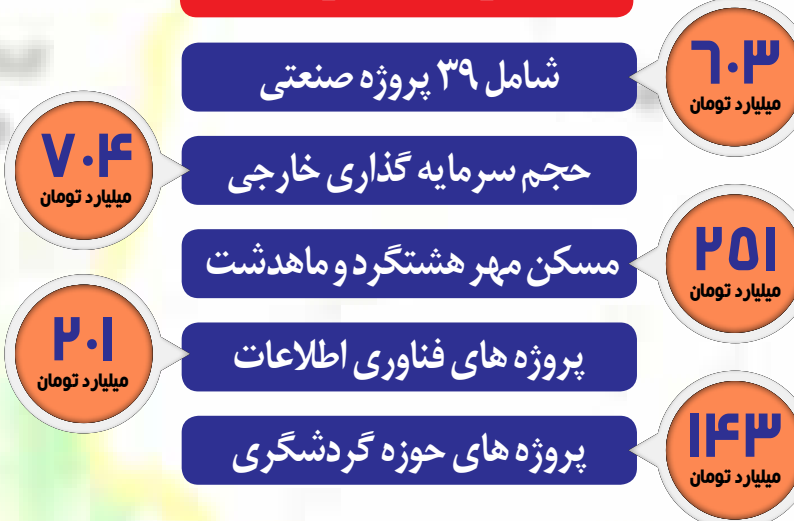 شامل ۳۹ پروژه صنعتی
۶۰۳
میلیارد تومان
حجم سرمایه گذاری خارجی
۷۰۴
میلیارد تومان
مسکن مهر هشتگرد و ماهدشت
۲۵۱
میلیارد تومان
پروژه های فناوری اطلاعات
۲۰۱
میلیارد تومان
پروژه های حوزه گردشگری
۱۴۳
میلیارد تومان